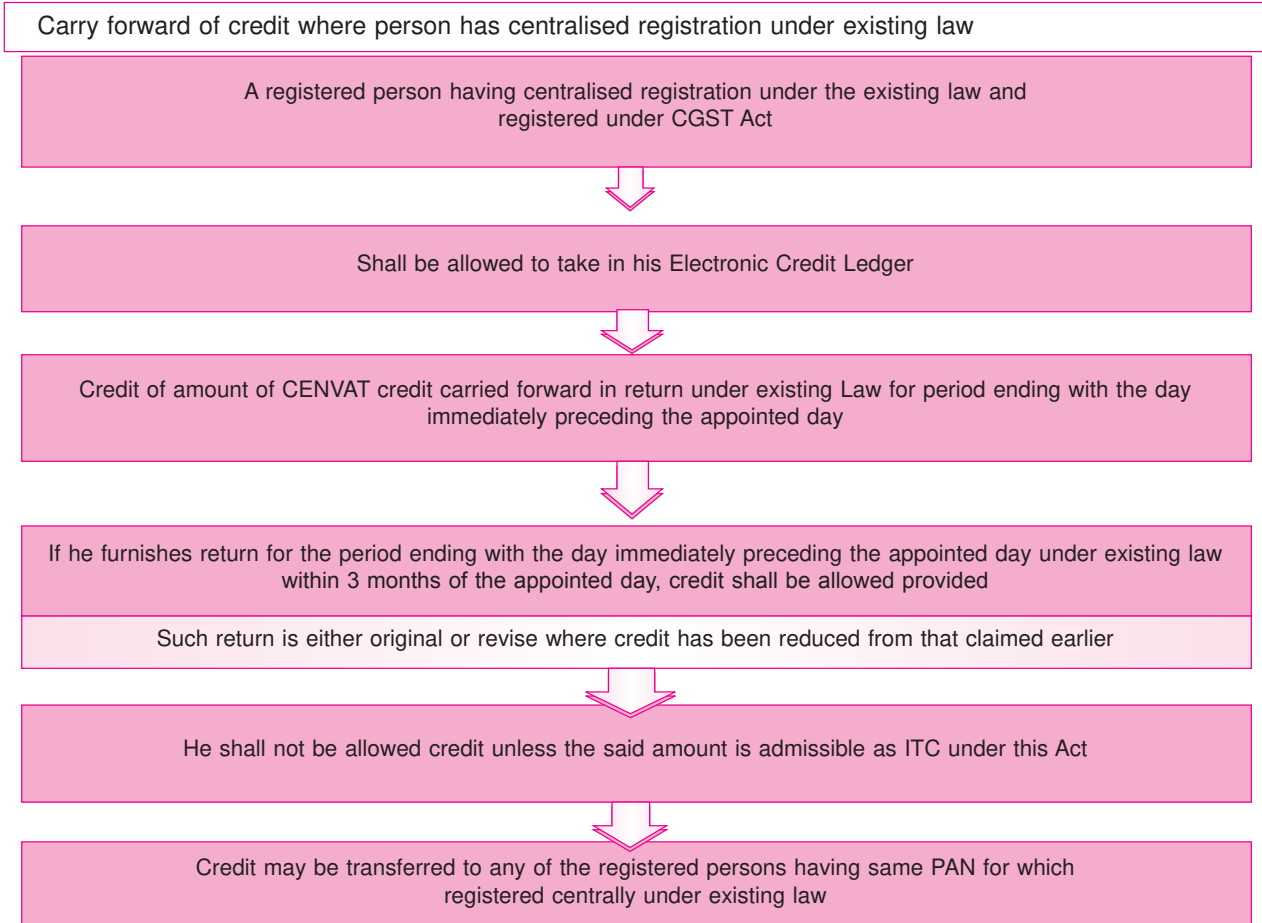 Carry forward of credit where person has centralised registration under existing law
A registered person having centralised registration under the existing law and
registered under CGST Act
Shall be allowed to take in his Electronic Credit Ledger
Credit of amount of CENVAT credit carried forward in return under existing Law for period ending with the day
immediately preceding the appointed day
If he furnishes return for the period ending with the day immediately preceding the appointed day under existing law
within 3 months of the appointed day, credit shall be allowed provided
Such return is either original or revise where credit has been reduced from that claimed earlier
He shall not be allowed credit unless the said amount is admissible as ITC under this Act
Credit may be transferred to any of the registered persons having same PAN for which
registered centrally under existing law